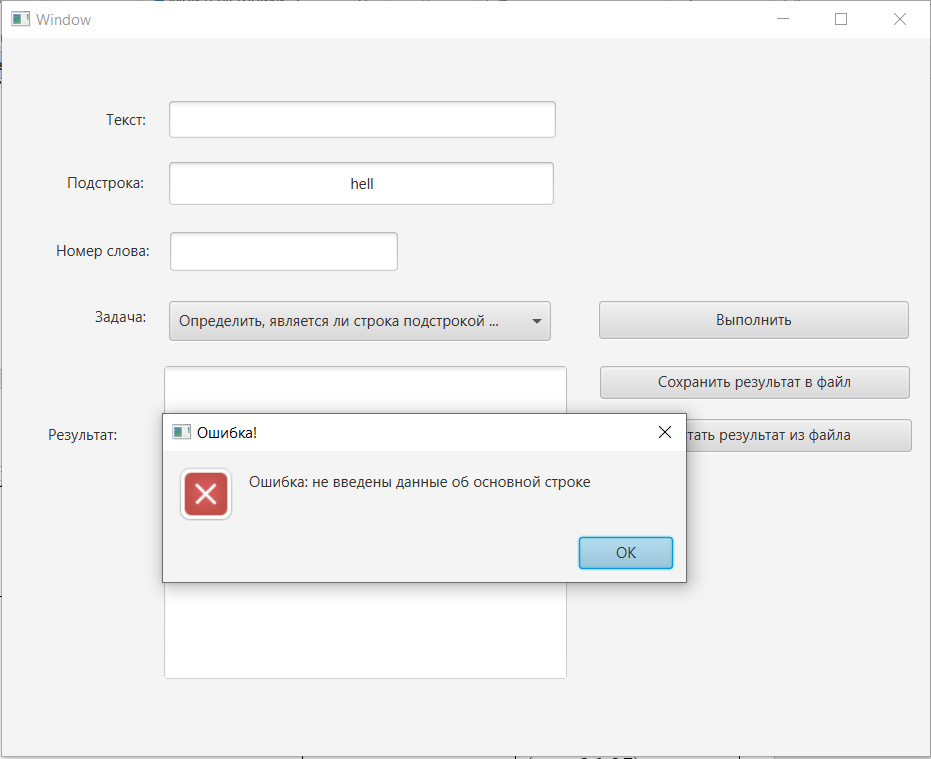 Window
Текст:
Подстрока:
hell
Номер слова:
Задача:
Определить, является ли строка подстрокой ...
Выполнить
Сохранить результат в файл
Результат:
результат из файла
Ошибка!
Ошибка: не введены данные об основной строке
OK